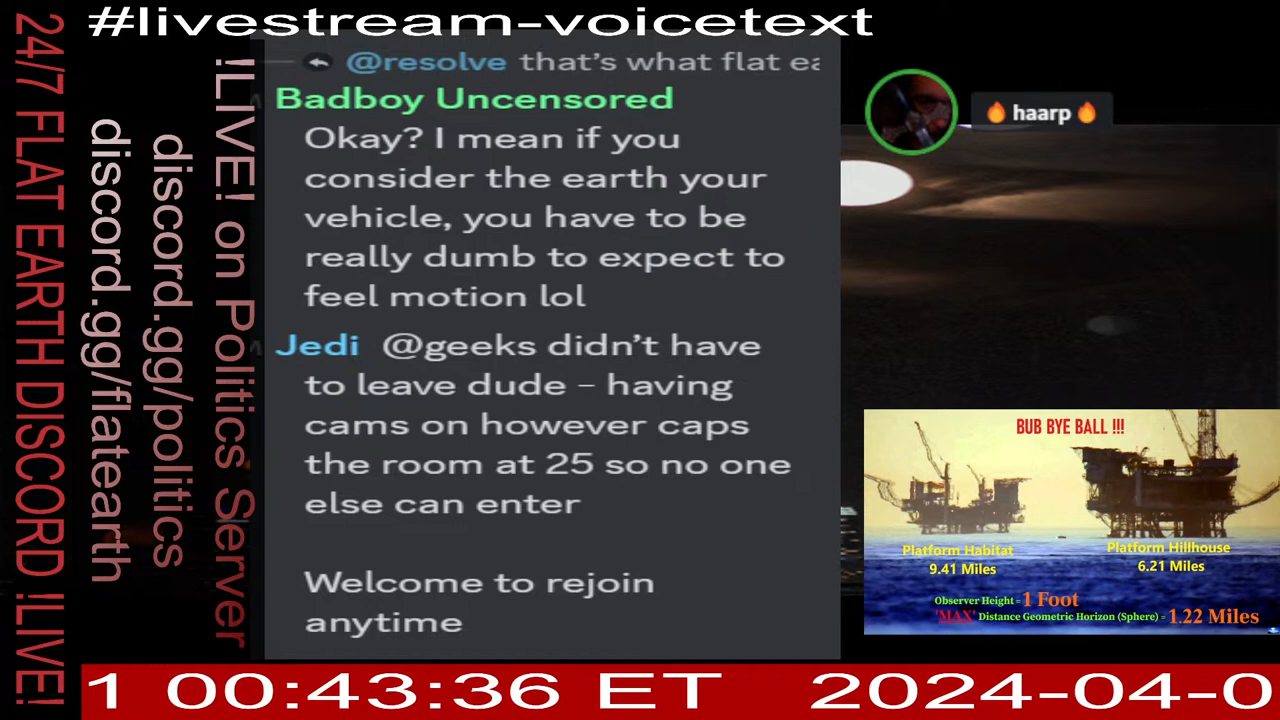 #livestream-voicetext
24/7 FLAT EARTH DISCORD !LIVE!
discord.gg/flatearth
discord.gg/politics
!LIVE! on Politics Server
@resolve that's what flat ea
Badboy Uncensored
Okay? I mean if you
consider the earth your
vehicle, you have to be
really dumb to expect to
feel motion lol
Jedi @geeks didn't have
to leave dude – having
cams on however caps
the room at 25 so no one
else can enter
Welcome to rejoin
anytime
🔥 haarp 🔥
BUB BYE BALL !!!
Platform Habitat
9.41 Miles
Platform Hillhouse
6.21 Miles
Observer Height = 1 Foot
'MAX' Distance Geometric Horizon (Sphere) = 1.22 Miles
1 00:43:36 ET 2024-04-0